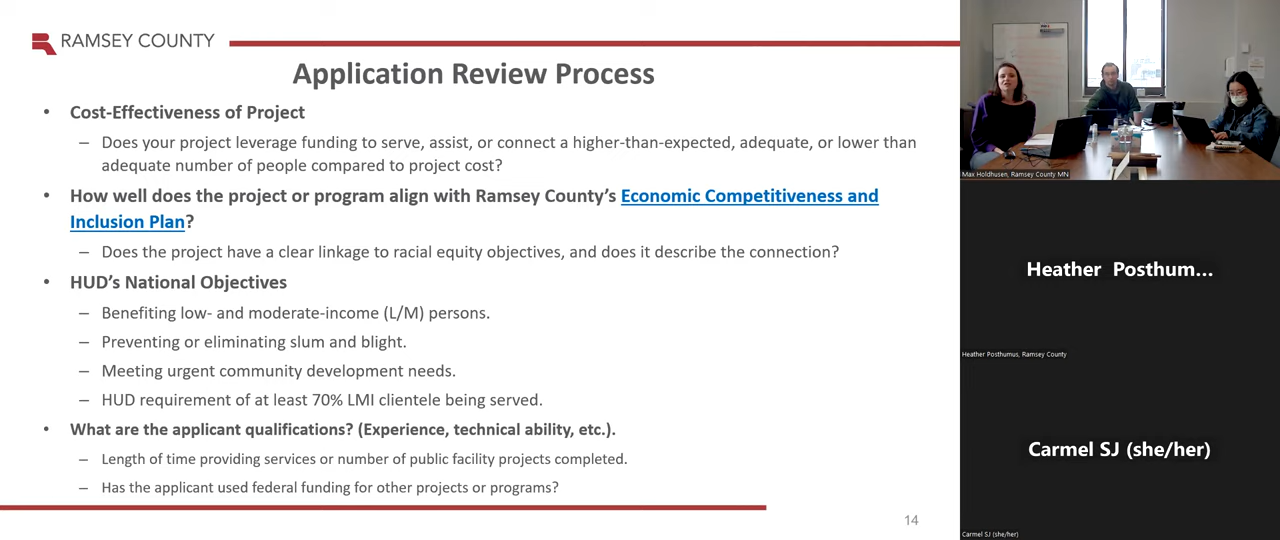 RAMSEY COUNTY
Application Review Process
• Cost-Effectiveness of Project
– Does your project leverage funding to serve, assist, or connect a higher-than-expected, adequate, or lower than
adequate number of people compared to project cost?
• How well does the project or program align with Ramsey County's Economic Competitiveness and
Inclusion Plan?
– Does the project have a clear linkage to racial equity objectives, and does it describe the connection?
• HUD's National Objectives
– Benefiting low- and moderate-income (L/M) persons.
– Preventing or eliminating slum and blight.
– Meeting urgent community development needs.
– HUD requirement of at least 70% LMI clientele being served.
• What are the applicant qualifications? (Experience, technical ability, etc.).
– Length of time providing services or number of public facility projects completed.
– Has the applicant used federal funding for other projects or programs?
14
Max Holdhusen, Ramsey County MN
Heather Posthum...
Heather Posthumus, Ramsey County
Carmel SJ (she/her)
Carmel SJ (she/her)